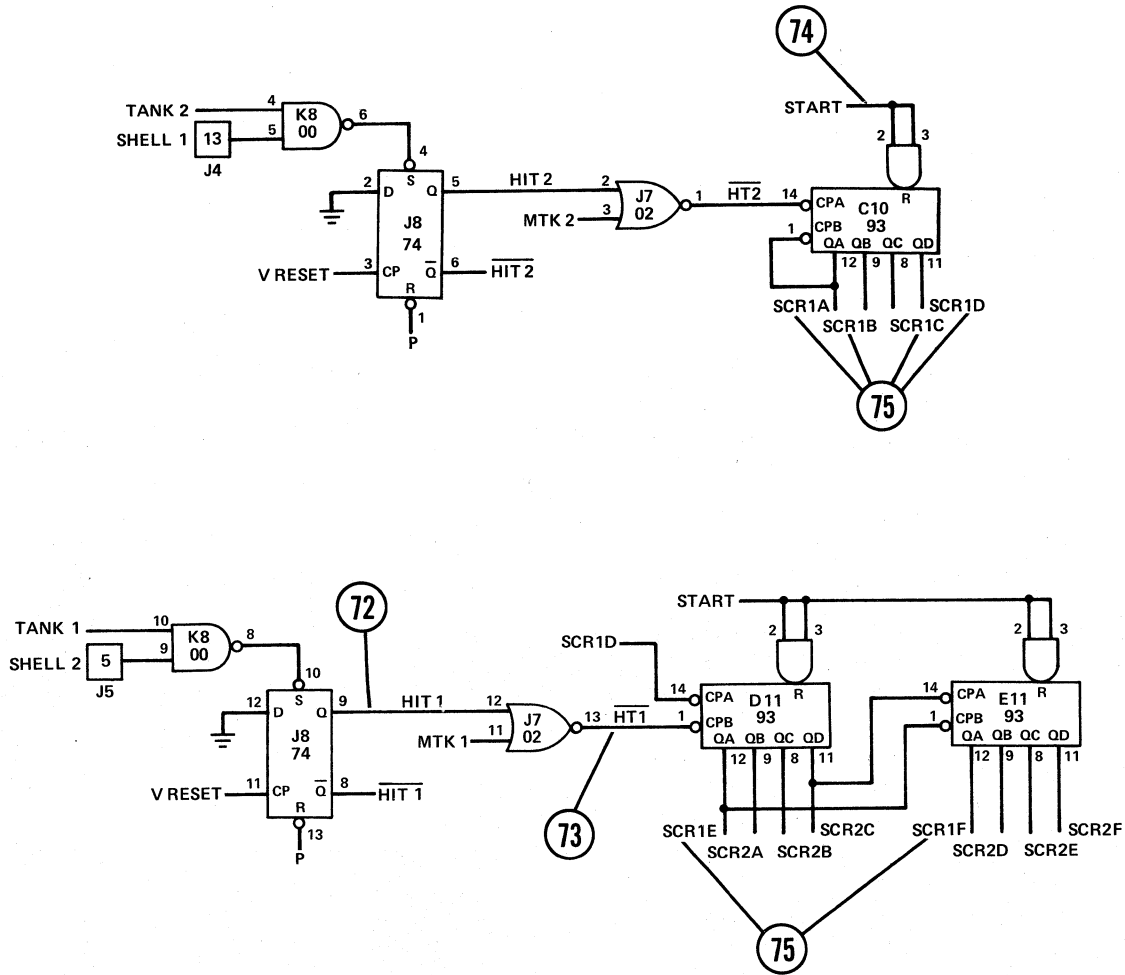 74
START
2 3
TANK 2 4 K8 00 6
SHELL 1 13 5
J4
4
S
2 D Q 5 HIT 2 2 J7 02 1 H̅T̅2̅ 14 CPA R
MTK 2 3
J8
74
C10
93
1 CPB
QA QB QC QD
12 9 8 11
V RESET 3 CP Q̅ 6 H̅I̅T̅ 2̅
R
1
P
SCR1A SCR1D
SCR1B SCR1C
75
72
START
2 3 2 3
TANK 1 10 K8 00 8
SHELL 2 5 9
J5
SCR1D
10
S
12 D Q 9 HIT 1 12 J7 02 13 H̅T̅1̅
MTK 1 11
J8
74
14 CPA R
D11
93
1 CPB
QA QB QC QD
12 9 8 11
14 CPA R
E11
93
1 CPB
QA QB QC QD
12 9 8 11
V RESET 11 CP Q̅ 8 H̅I̅T̅ 1̅
R
13
P
73
SCR1E SCR2C SCR1F SCR2F
SCR2A SCR2B SCR2D SCR2E
75